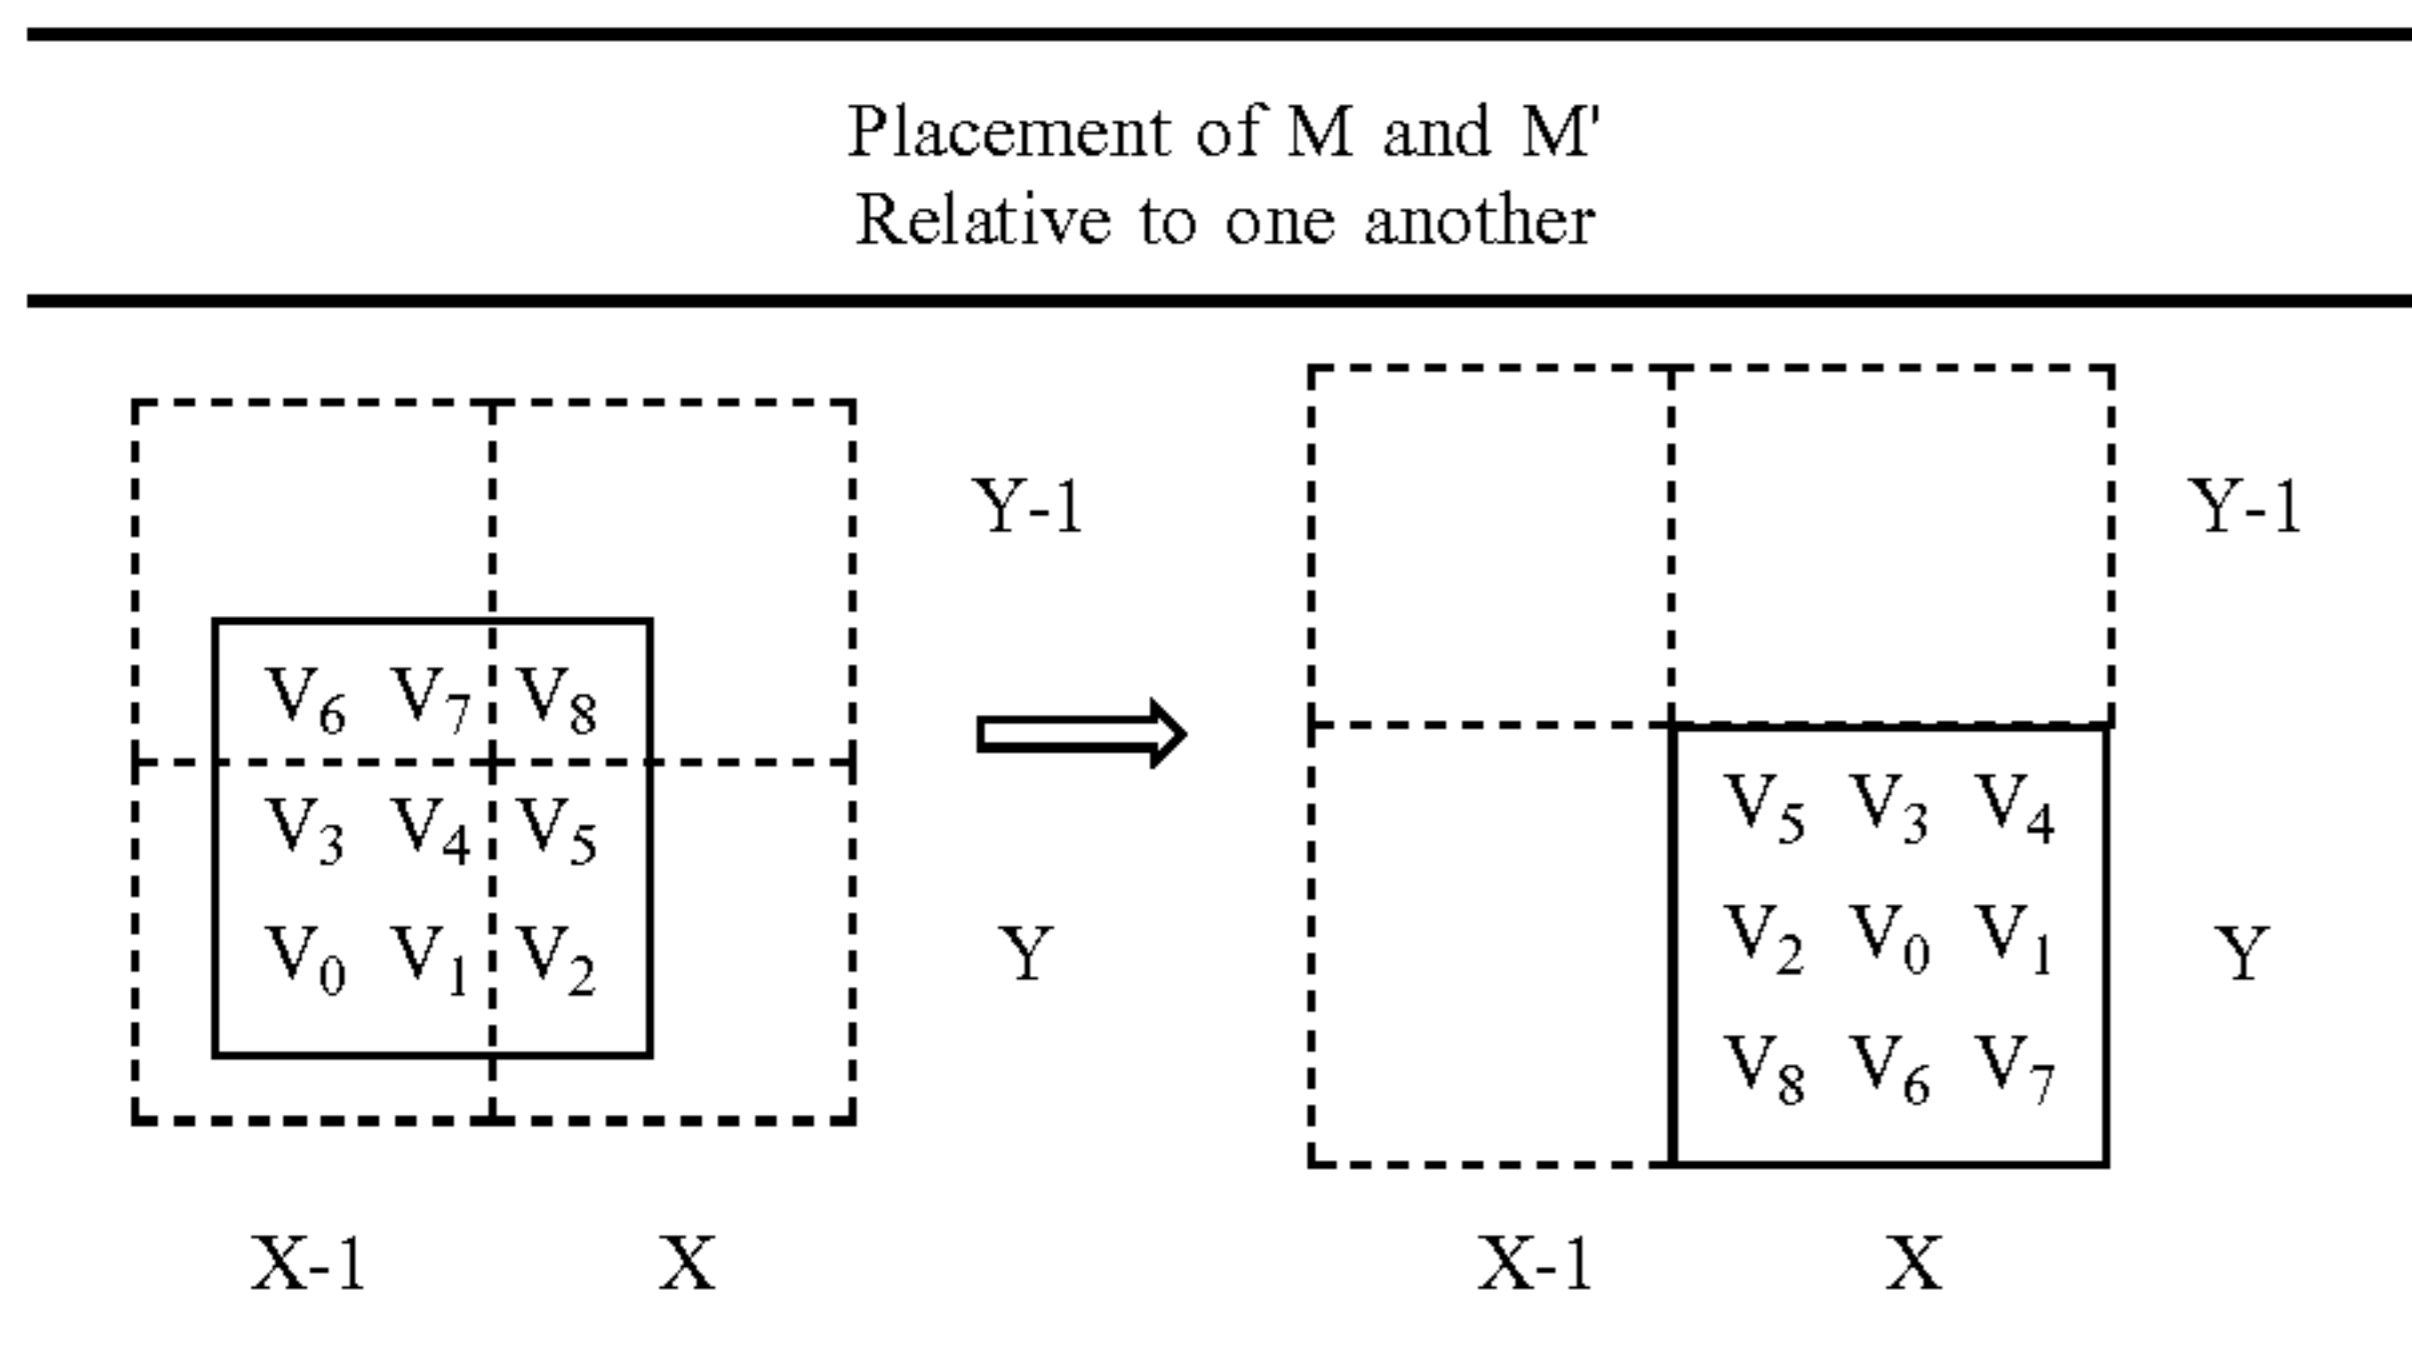 Placement of M and M'
Relative to one another
Y-1 Y-1
V6 V7 V8
V5 V3 V4
V3 V4 V5
V2 V0 V1
Y Y
V0 V1 V2
V8 V6 V7
X-1 X X-1 X